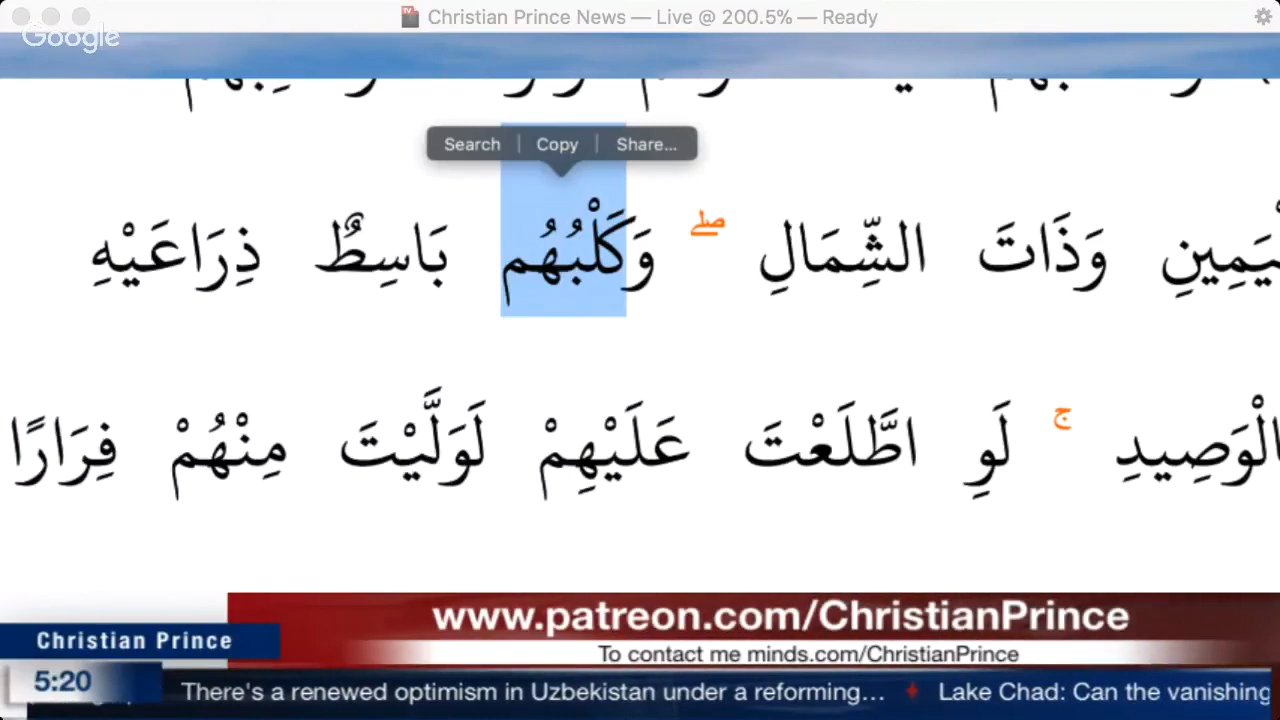 Christian Prince News — Live @ 200.5% — Ready
Google
Search | Copy | Share...
الْيَمِينِ وَذَاتَ الشِّمَالِ ۖ وَكَلْبُهُم بَاسِطٌ ذِرَاعَيْهِ
بِالْوَصِيدِ ۚ لَوِ اطَّلَعْتَ عَلَيْهِمْ لَوَلَّيْتَ مِنْهُمْ فِرَارًا
www.patreon.com/ChristianPrince
Christian Prince
To contact me minds.com/ChristianPrince
5:20
There's a renewed optimism in Uzbekistan under a reforming... Lake Chad: Can the vanishing